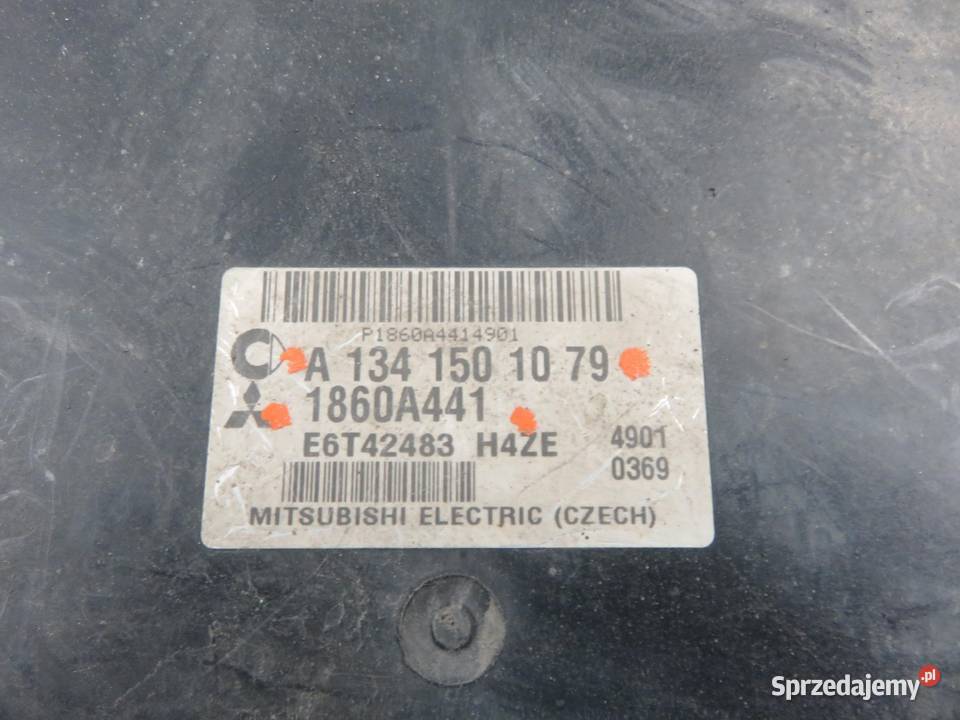 P1860A4414901
A 134 150 10 79
1860A441
E6T42483 H4ZE 4901
0369
MITSUBISHI ELECTRIC (CZECH)
Sprzedajemy.pl